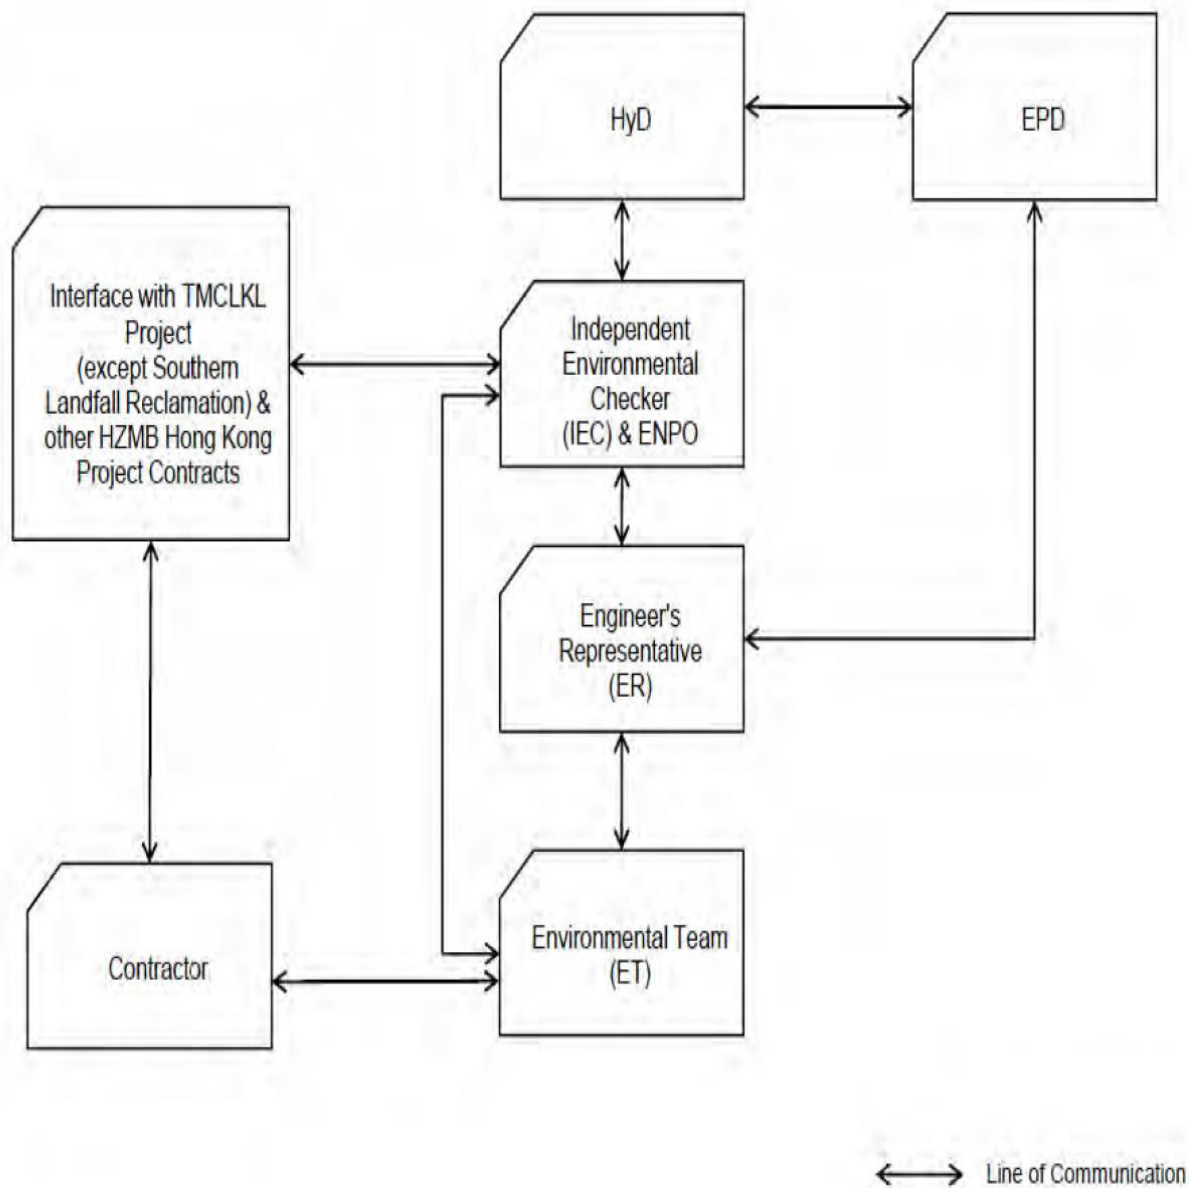 HyD
EPD
Interface with TMCLKL
Project
(except Southern
Landfall Reclamation) &
other HZMB Hong Kong
Project Contracts
Independent
Environmental
Checker
(IEC) & ENPO
Engineer's
Representative
(ER)
Contractor
Environmental Team
(ET)
Line of Communication